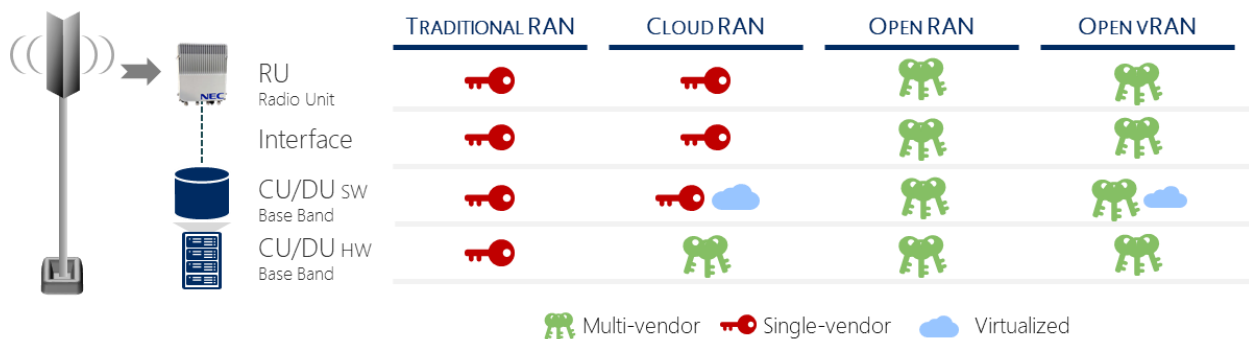 TRADITIONAL RAN CLOUD RAN OPEN RAN OPEN VRAN
RU
Radio Unit
NEC
Interface
CU/DU SW
Base Band
CU/DU HW
Base Band
Multi-vendor Single-vendor Virtualized